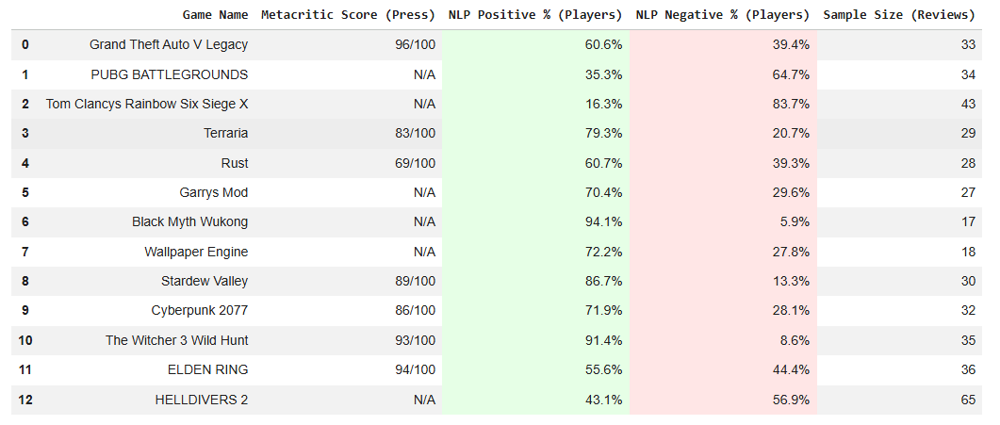 Game Name Metacritic Score (Press) NLP Positive % (Players) NLP Negative % (Players) Sample Size (Reviews)
0 Grand Theft Auto V Legacy 96/100 60.6% 39.4% 33
1 PUBG BATTLEGROUNDS N/A 35.3% 64.7% 34
2 Tom Clancys Rainbow Six Siege X N/A 16.3% 83.7% 43
3 Terraria 83/100 79.3% 20.7% 29
4 Rust 69/100 60.7% 39.3% 28
5 Garrys Mod N/A 70.4% 29.6% 27
6 Black Myth Wukong N/A 94.1% 5.9% 17
7 Wallpaper Engine N/A 72.2% 27.8% 18
8 Stardew Valley 89/100 86.7% 13.3% 30
9 Cyberpunk 2077 86/100 71.9% 28.1% 32
10 The Witcher 3 Wild Hunt 93/100 91.4% 8.6% 35
11 ELDEN RING 94/100 55.6% 44.4% 36
12 HELLDIVERS 2 N/A 43.1% 56.9% 65